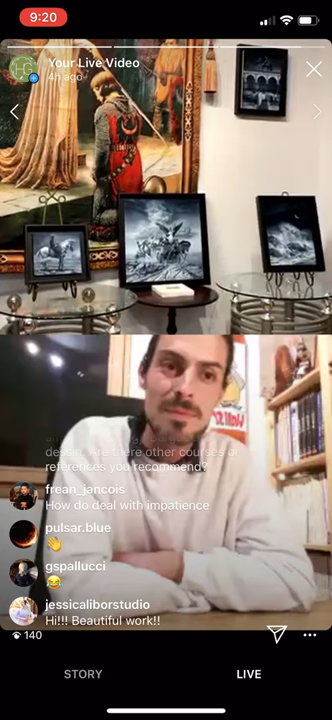 9:20
HG
Your Live Video
4h ago
design. Are there other courses or
references you recommend?
frean_jancois
How do deal with impatience
pulsar.blue
👋
gspallucci
😂
jessicaliborstudio
Hi!!! Beautiful work!!
140
STORY
LIVE